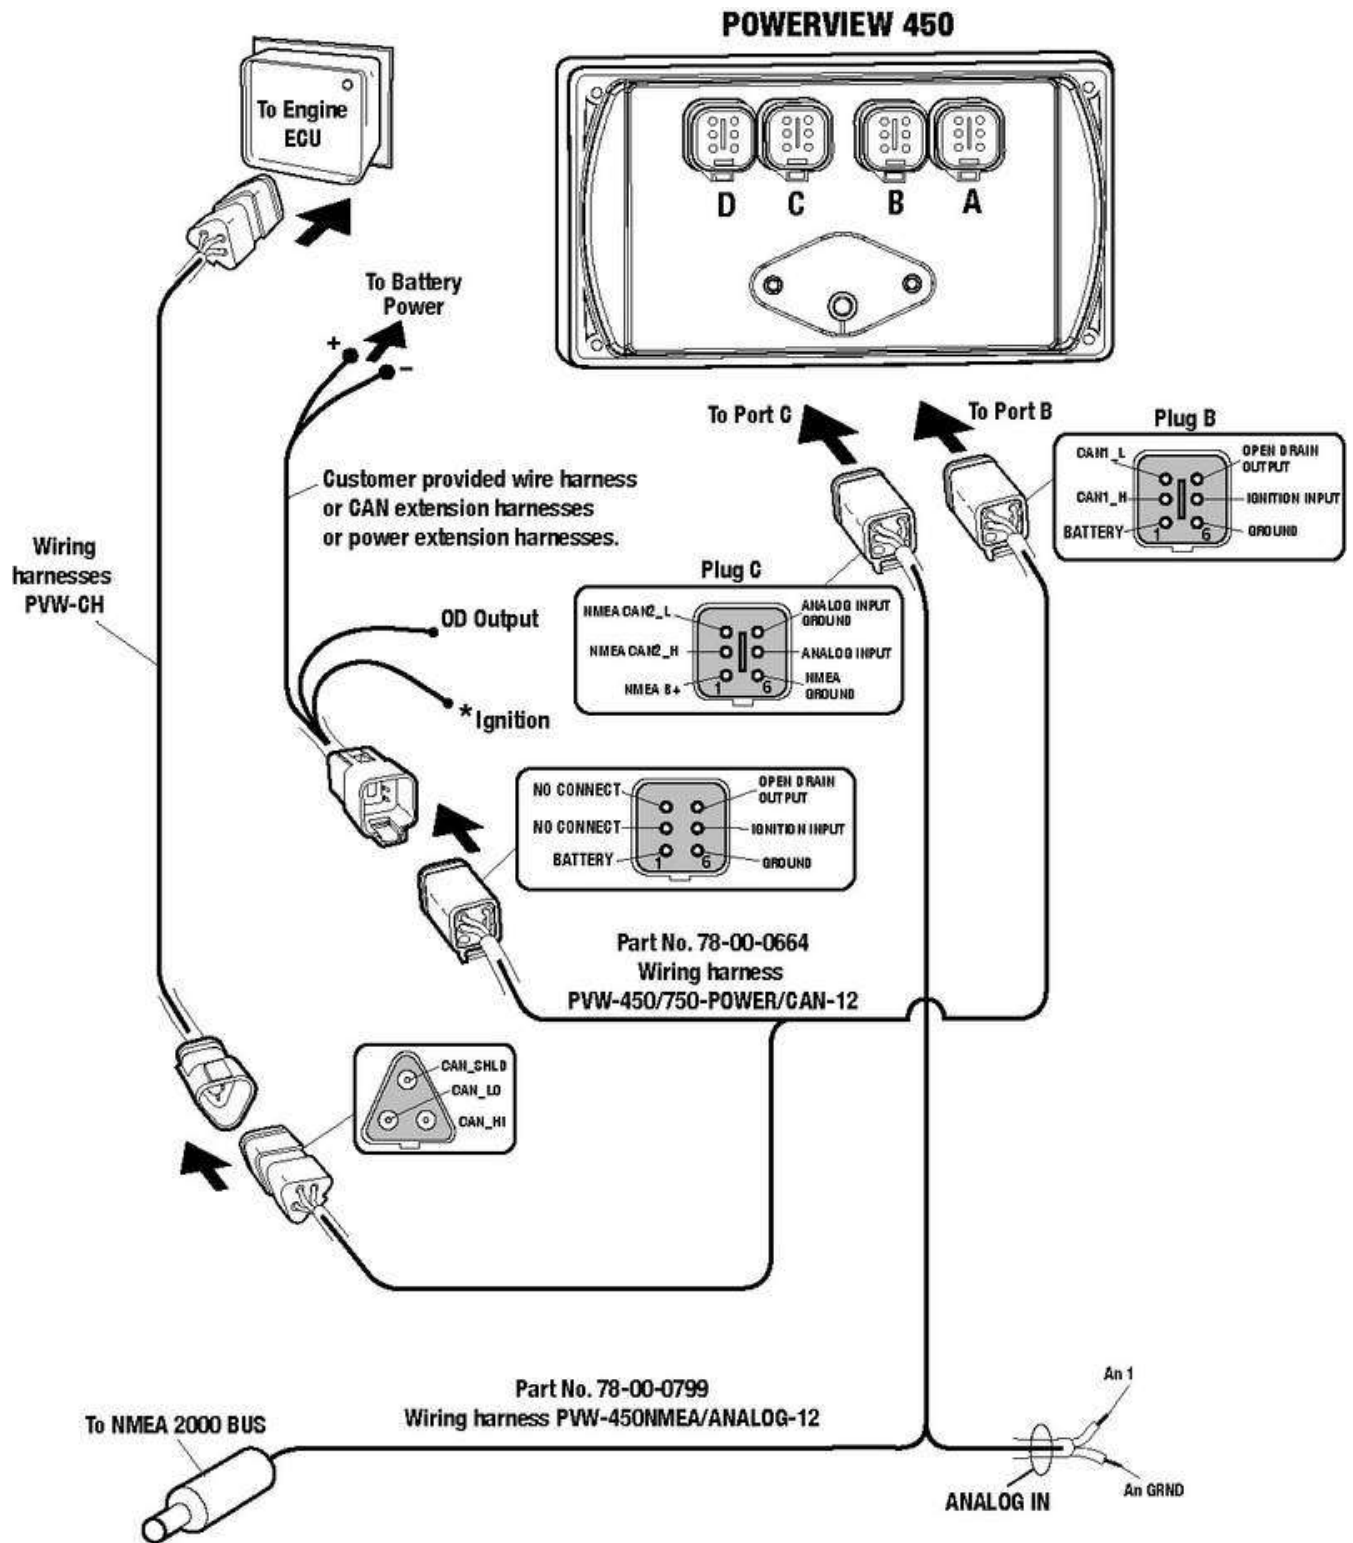 POWERVIEW 450
To Engine
ECU
D
C
B
A
To Battery
Power
+
-
To Port C
To Port B
Plug B
CAN1_L
OPEN DRAIN
OUTPUT
CAN1_H
IGNITION INPUT
BATTERY
1
6
GROUND
Customer provided wire harness
or CAN extension harnesses
or power extension harnesses.
Wiring
harnesses
PVW-CH
Plug C
NMEA CAN2_L
ANALOG INPUT
GROUND
NMEA CAN2_H
ANALOG INPUT
NMEA B+
1
6
NMEA
GROUND
OD Output
*Ignition
NO CONNECT
OPEN DRAIN
OUTPUT
NO CONNECT
IGNITION INPUT
BATTERY
1
6
GROUND
Part No. 78-00-0664
Wiring harness
PVW-450/750-POWER/CAN-12
CAN_SHLD
CAN_LO
CAN_HI
Part No. 78-00-0799
Wiring harness PVW-450NMEA/ANALOG-12
To NMEA 2000 BUS
An 1
An GRND
ANALOG IN